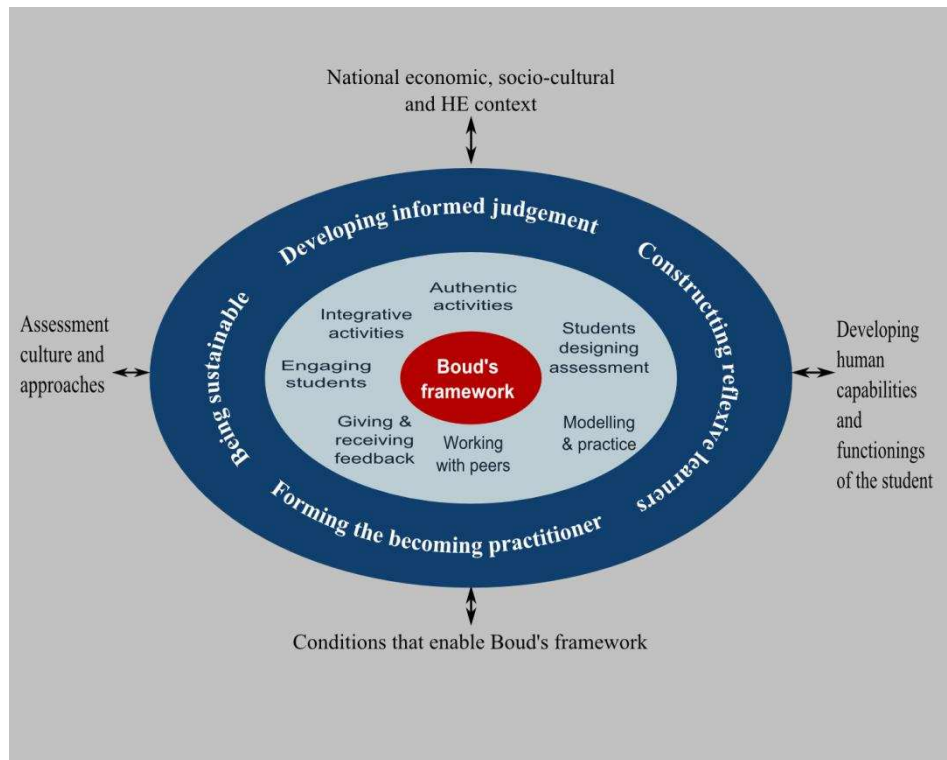 National economic, socio-cultural
and HE context
Developing informed judgement
Constructting reflexive learners
Being sustainable
Forming the becoming practitioner
Authentic
activities
Integrative
activities
Students
designing
assessment
Engaging
students
Boud's
framework
Giving &
receiving
feedback
Working
with peers
Modelling
& practice
Assessment
culture and
approaches
Developing
human
capabilities
and
functionings
of the student
Conditions that enable Boud's framework